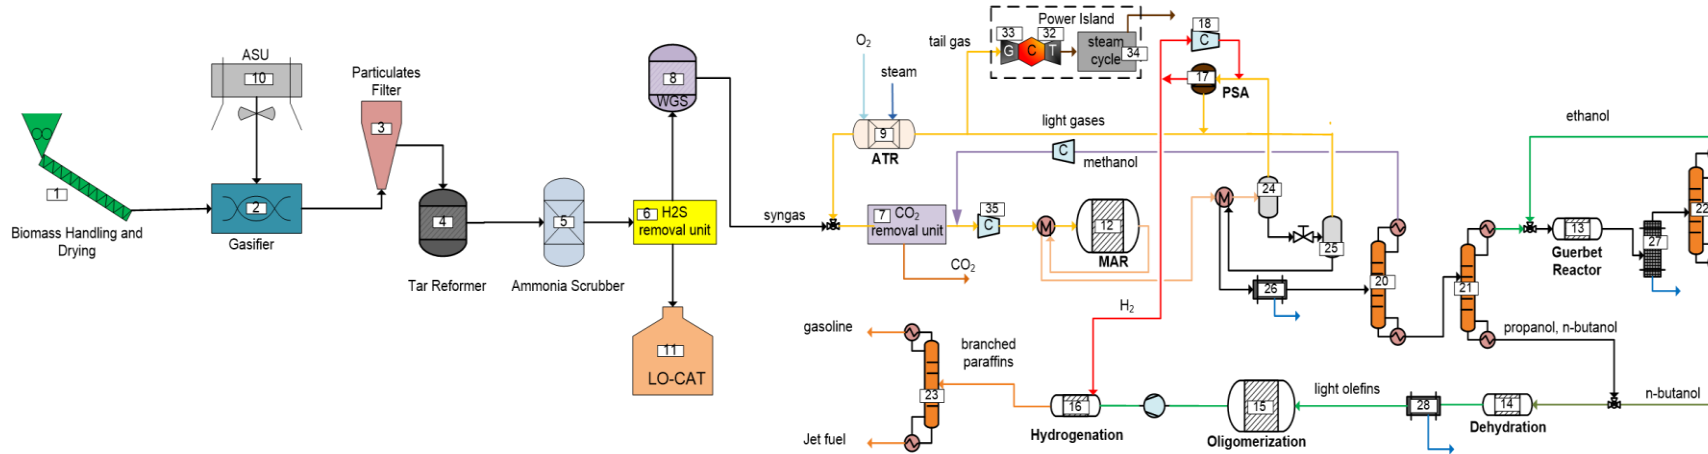 ASU
10
Particulates
Filter
3
1
2
Biomass Handling and
Drying
Gasifier
4
Tar Reformer
5
Ammonia Scrubber
6 H2S
removal unit
8
WGS
11
LO-CAT
syngas
O2
steam
9
ATR
tail gas
Power Island
33
32
G C T
steam
cycle
34
18
C
17
PSA
light gases
C
methanol
7 CO2
removal unit
CO2
35
C
M
12
MAR
M
24
25
26
20
21
ethanol
13
Guerbet
Reactor
27
22
propanol, n-butanol
n-butanol
H2
gasoline
23
Jet fuel
branched
paraffins
16
Hydrogenation
15
Oligomerization
light olefins
28
14
Dehydration